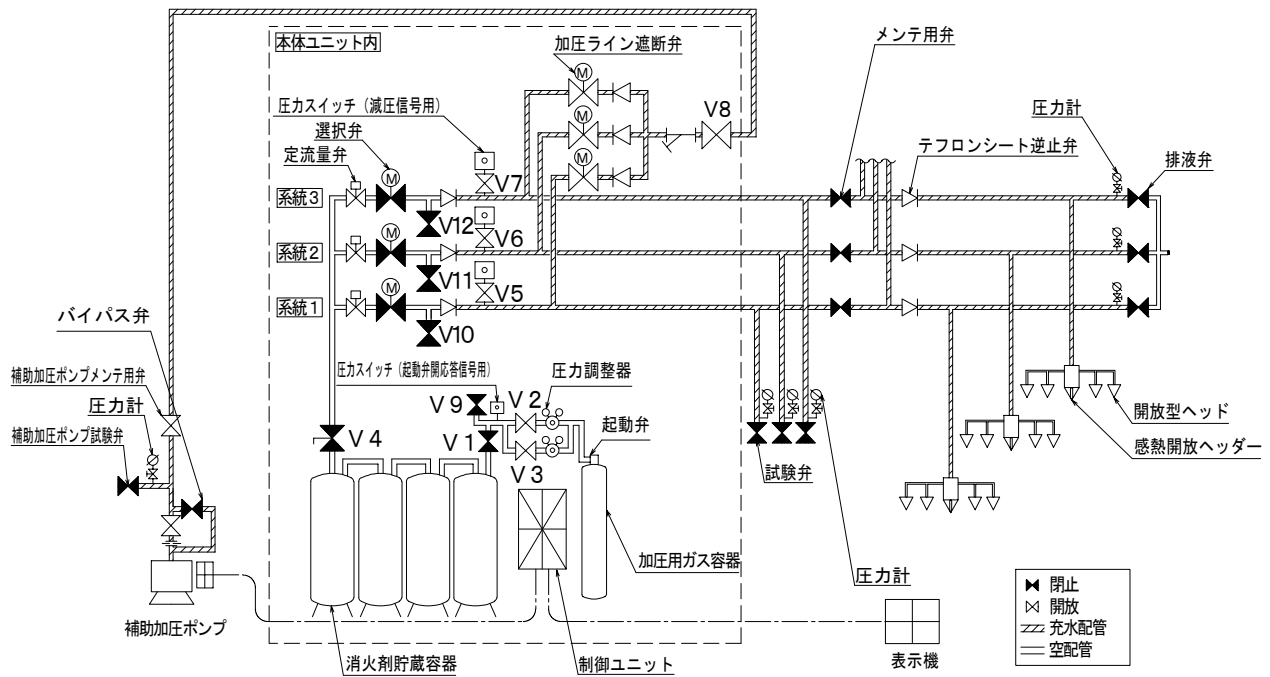 本体ユニット内
加圧ライン遮断弁
メンテ用弁
圧力スイッチ（減圧信号用）
V8
圧力計
選択弁
テフロンシート逆止弁
定流量弁
排液弁
M
M
M
M
M
M
V7
系統3
V12
V6
系統2
V11
V5
系統1
V10
バイパス弁
圧力スイッチ（起動弁開応答信号用）
圧力調整器
補助加圧ポンプメンテ用弁
V9
V2
開放型ヘッド
圧力計
起動弁
感熱開放ヘッダー
補助加圧ポンプ試験弁
V4
V1
V3
試験弁
加圧用ガス容器
圧力計
閉止
開放
充水配管
空配管
補助加圧ポンプ
消火剤貯蔵容器
制御ユニット
表示機